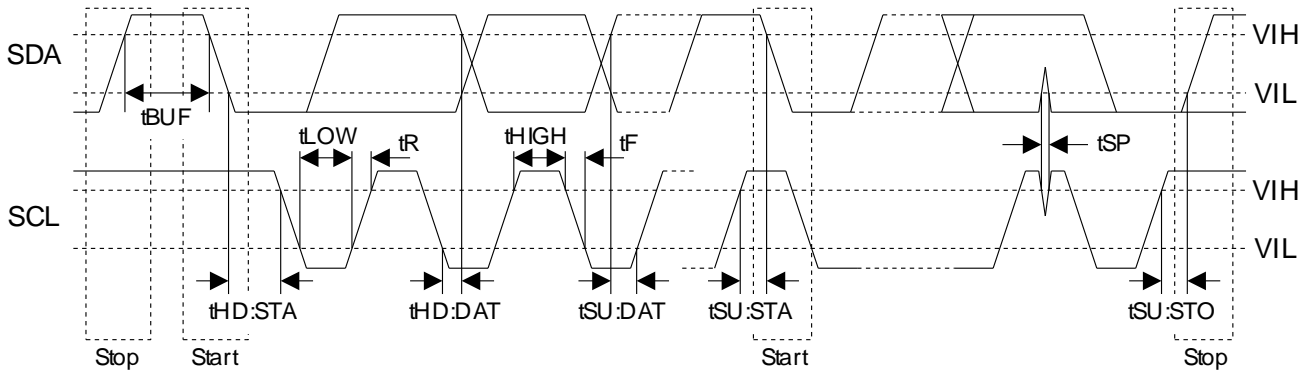 SDA
VIH
VIL
tBUF
tLOW
tR
tHIGH
tF
tSP
SCL
VIH
VIL
tHD:STA
tHD:DAT
tSU:DAT
tSU:STA
tSU:STO
Stop
Start
Start
Stop